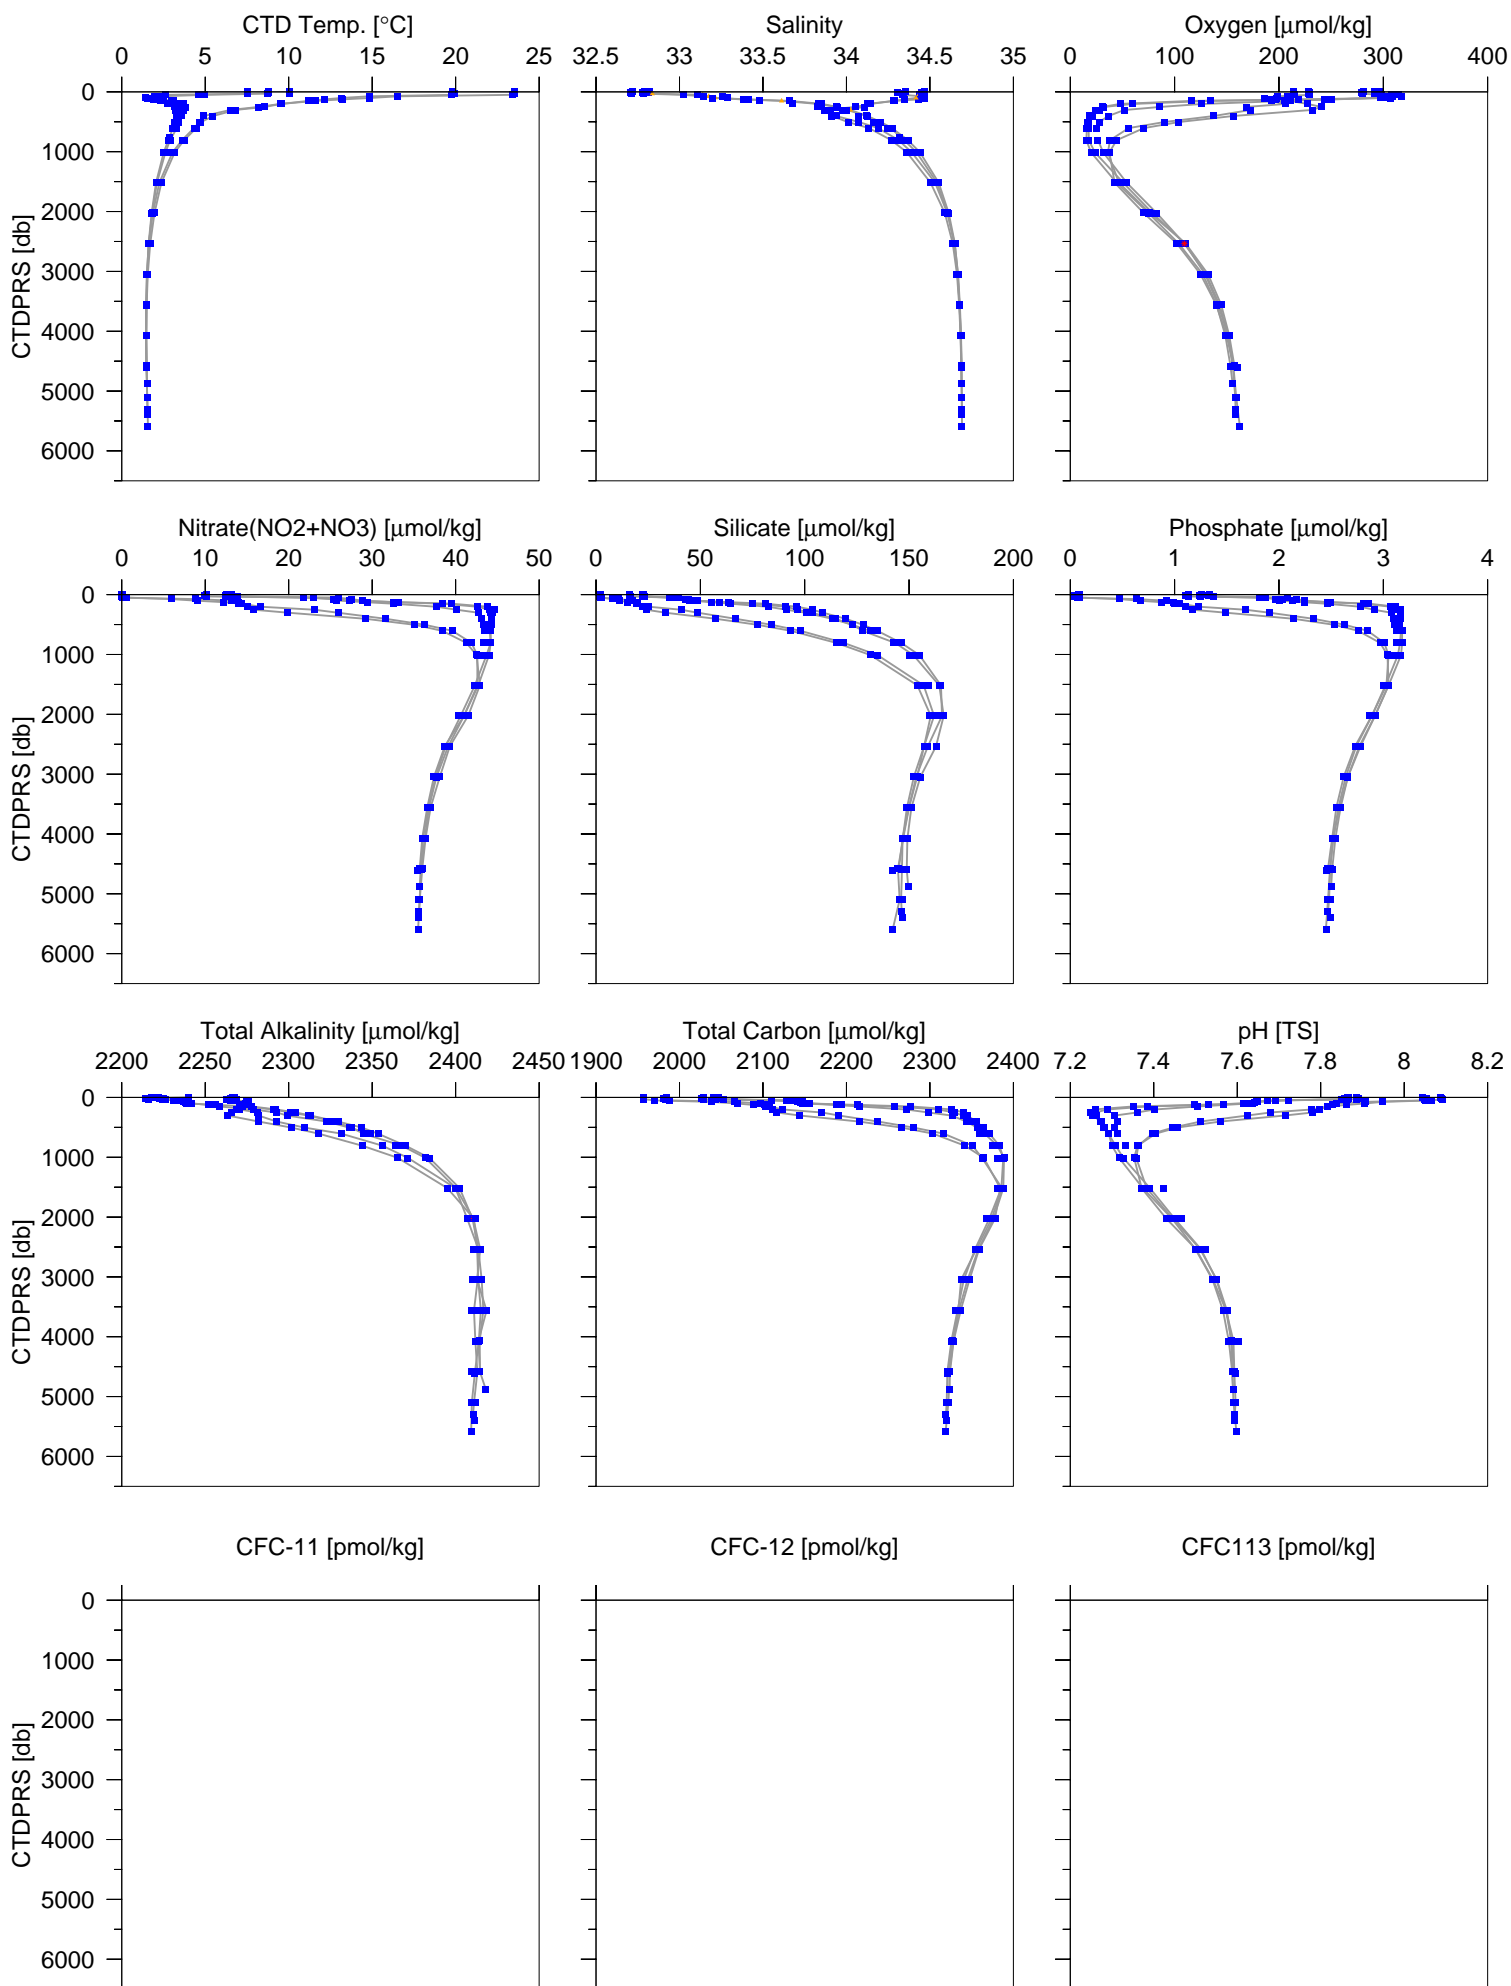 CTD Temp. [°C] Salinity Oxygen [µmol/kg]
0 5 10 15 20 25 32.5 33 33.5 34 34.5 35 0 100 200 300 400
0
1000
2000
3000
4000
5000
6000
CTDPRS [db]
Nitrate(NO2+NO3) [µmol/kg] Silicate [µmol/kg] Phosphate [µmol/kg]
0 10 20 30 40 50 0 50 100 150 200 0 1 2 3 4
0
1000
2000
3000
4000
5000
6000
CTDPRS [db]
Total Alkalinity [µmol/kg] Total Carbon [µmol/kg] pH [TS]
2200 2250 2300 2350 2400 2450 1900 2000 2100 2200 2300 2400 7.2 7.4 7.6 7.8 8 8.2
0
1000
2000
3000
4000
5000
6000
CTDPRS [db]
CFC-11 [pmol/kg] CFC-12 [pmol/kg] CFC113 [pmol/kg]
0
1000
2000
3000
4000
5000
6000
CTDPRS [db]